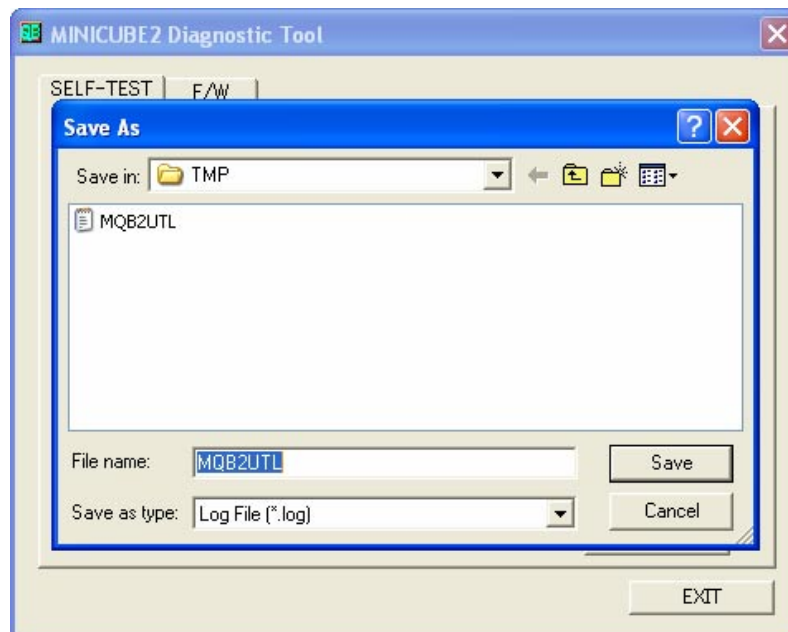 MINICUBE2 Diagnostic Tool
SELF-TEST F/W
Save As
Save in: TMP
MQB2UTL
File name: MQB2UTL Save
Save as type: Log File (*.log) Cancel
EXIT